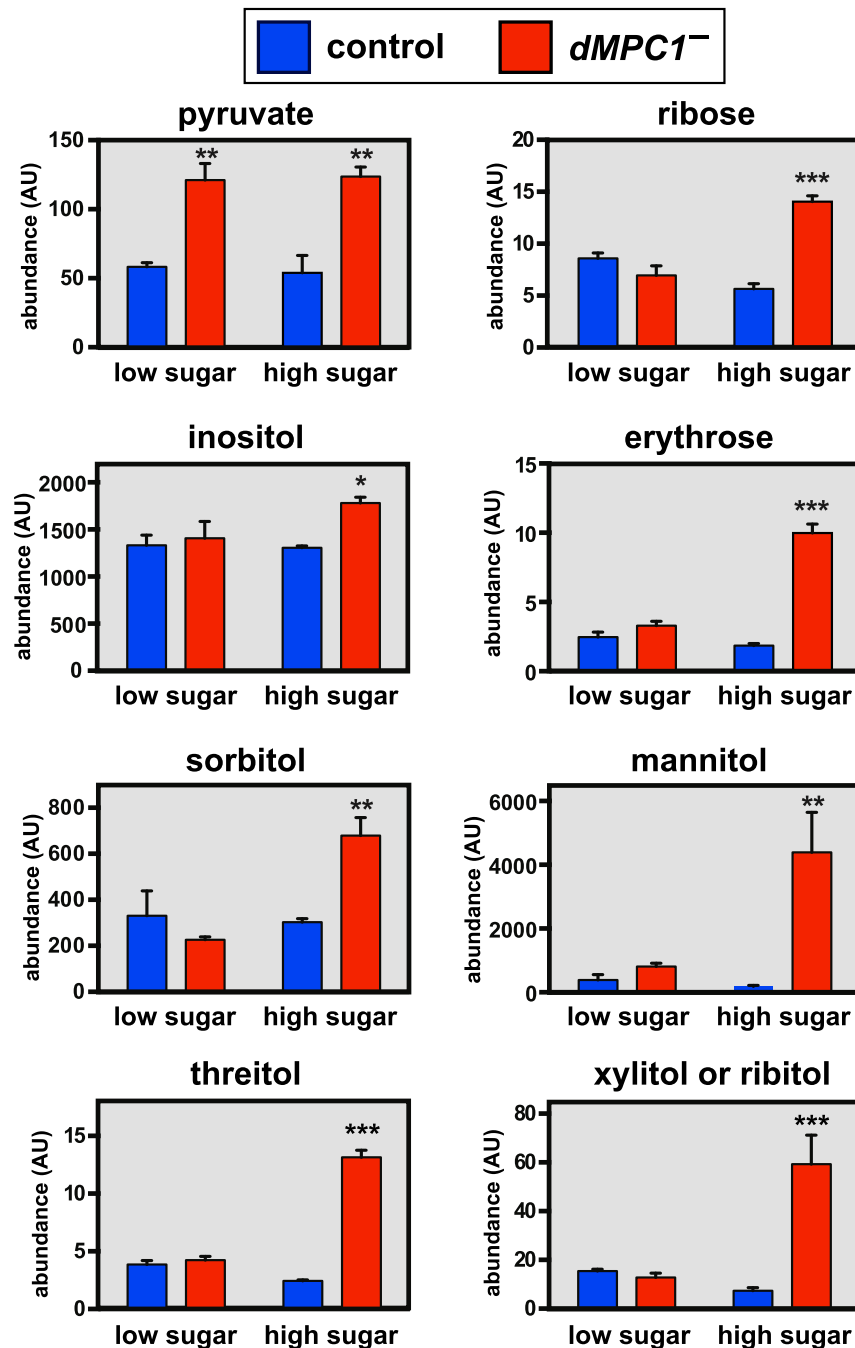 control dMPC1–
pyruvate
abundance (AU)
150
100
50
0
**
**
low sugar high sugar
ribose
abundance (AU)
20
15
10
5
0
***
low sugar high sugar
inositol
abundance (AU)
2000
1500
1000
500
0
*
low sugar high sugar
erythrose
abundance (AU)
15
10
5
0
***
low sugar high sugar
sorbitol
abundance (AU)
800
600
400
200
0
**
low sugar high sugar
mannitol
abundance (AU)
6000
4000
2000
0
**
low sugar high sugar
threitol
abundance (AU)
15
10
5
0
***
low sugar high sugar
xylitol or ribitol
abundance (AU)
80
60
40
20
0
***
low sugar high sugar